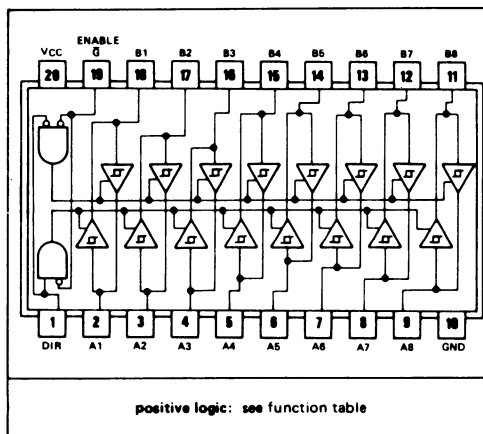 ENABLE
VCC G̅ B1 B2 B3 B4 B5 B6 B7 B8
20 19 18 17 16 15 14 13 12 11
1 2 3 4 5 6 7 8 9 10
DIR A1 A2 A3 A4 A5 A6 A7 A8 GND
positive logic: see function table